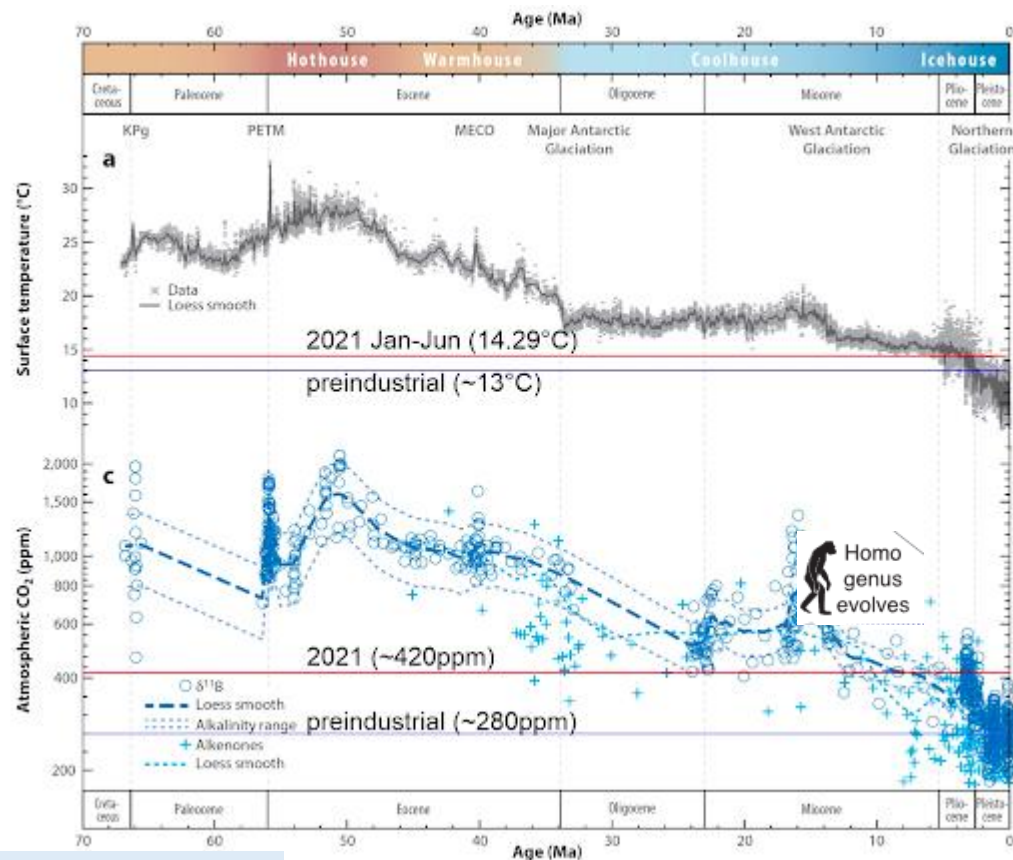 Age (Ma)
70 60 50 40 30 20 10 0
Hothouse Warmhouse Coolhouse Icehouse
Creta-
ceous
Paleocene
Eocene
Oligocene
Miocene
Plio-
cene
Pleisto-
cene
KPg PETM MECO
Major Antarctic
Glaciation
West Antarctic
Glaciation
Northern
Glaciation
a
Surface temperature (°C)
30
25
20
15
10
Data
Loess smooth
2021 Jan-Jun (14.29°C)
preindustrial (~13°C)
c
Atmospheric CO₂ (ppm)
2,000
1,500
1,000
800
600
400
200
Homo
genus
evolves
2021 (~420ppm)
δ¹¹B
Loess smooth
Alkalinity range
preindustrial (~280ppm)
Alkenones
Loess smooth
Creta-
ceous
Paleocene
Eocene
Oligocene
Miocene
Plio-
cene
Pleisto-
cene
70 60 50 40 30 20 10 0
Age (Ma)